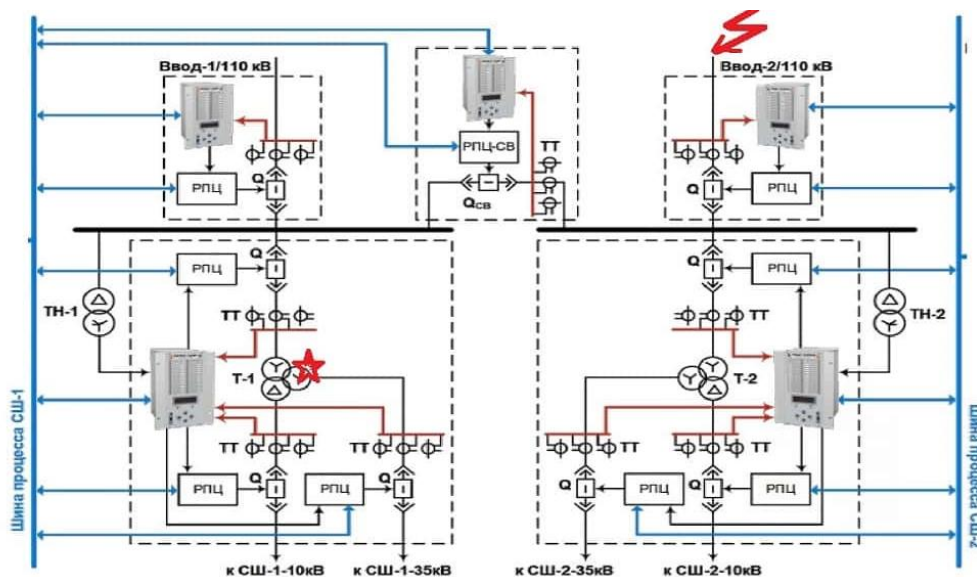 Ввод-1/110 кВ
Ввод-2/110 кВ
РПЦ-СВ
ТТ
РПЦ
Q
Qсв
Q
РПЦ
РПЦ
Q
Q
РПЦ
ТН-1
ТТ
ТТ
ТН-2
Т-1
Т-2
ТТ
ТТ
ТТ
ТТ
РПЦ
Q
РПЦ
Q
Q
РПЦ
Q
РПЦ
к СШ-1-10кВ
к СШ-1-35кВ
к СШ-2-35кВ
к СШ-2-10кВ
Шина процесса СШ-1
Шина процесса СШ-2